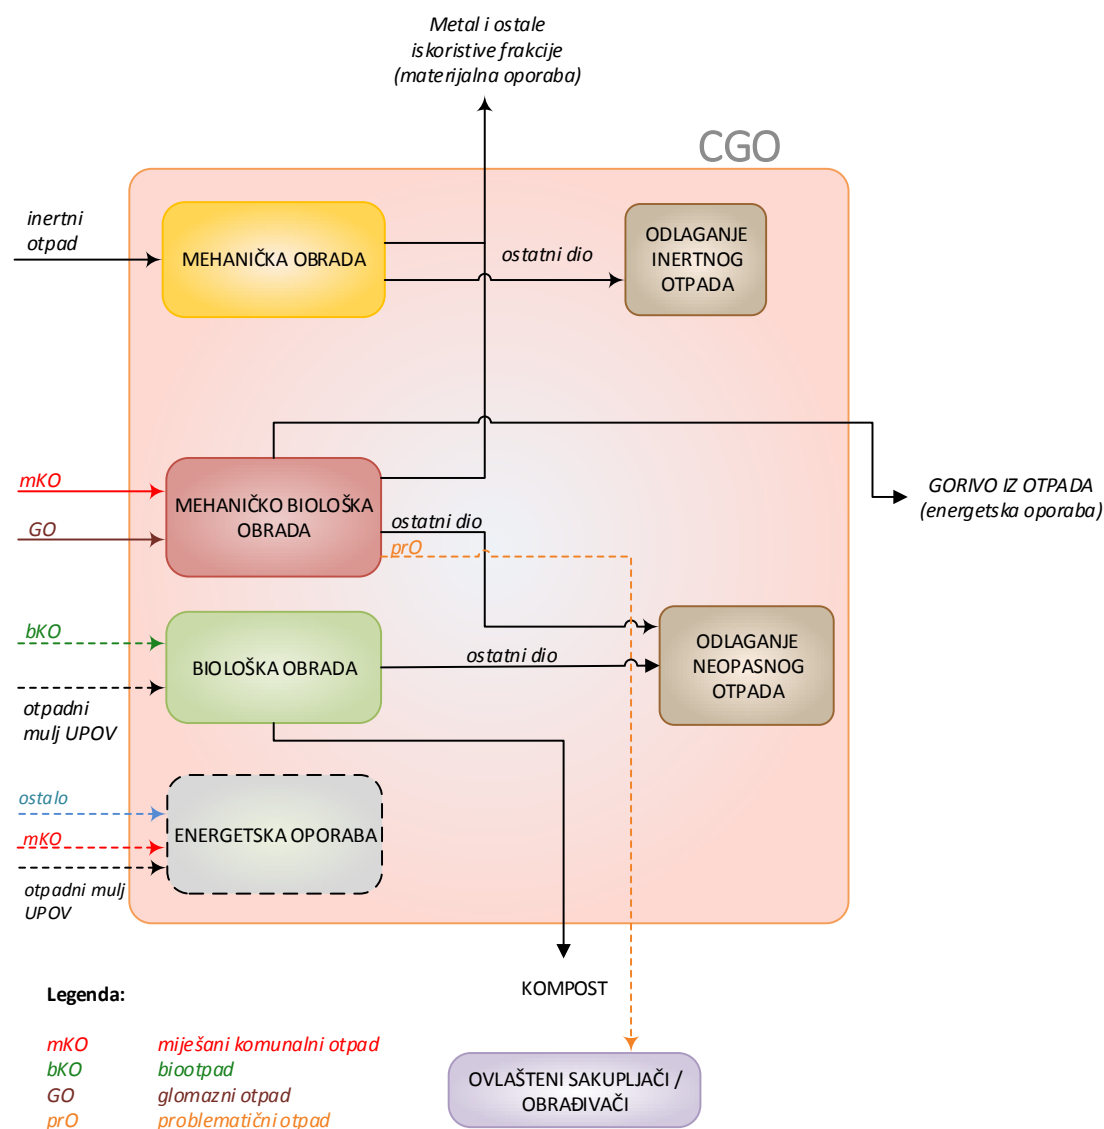 Metal i ostale
iskoristive frakcije
(materijalna oporaba)
CGO
inertni
otpad
MEHANIČKA OBRADA
ostatni dio
ODLAGANJE
INERTNOG
OTPADA
mKO
GO
MEHANIČKO BIOLOŠKA
OBRADA
ostatni dio
prO
GORIVO IZ OTPADA
(energetska oporaba)
bKO
otpadni
mulj UPOV
BIOLOŠKA OBRADA
ostatni dio
ODLAGANJE
NEOPASNOG
OTPADA
ostalo
mKO
otpadni mulj
UPOV
ENERGETSKA OPORABA
KOMPOST
OVLAŠTENI SAKUPLJAČI /
OBRAĐIVAČI
Legenda:
mKO miješani komunalni otpad
bKO biootpad
GO glomazni otpad
prO problematični otpad